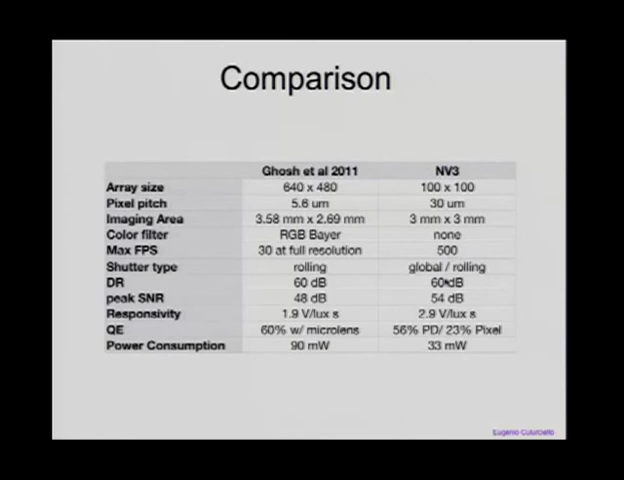 Comparison
Ghosh et al 2011 NV3
Array size 640 x 480 100 x 100
Pixel pitch 5.6 um 30 um
Imaging Area 3.58 mm x 2.69 mm 3 mm x 3 mm
Color filter RGB Bayer none
Max FPS 30 at full resolution 500
Shutter type rolling global / rolling
DR 60 dB 60 dB
peak SNR 48 dB 54 dB
Responsivity 1.9 V/lux s 2.9 V/lux s
QE 60% w/ microlens 56% PD/ 23% Pixel
Power Consumption 90 mW 33 mW
Eugenio Culurciello